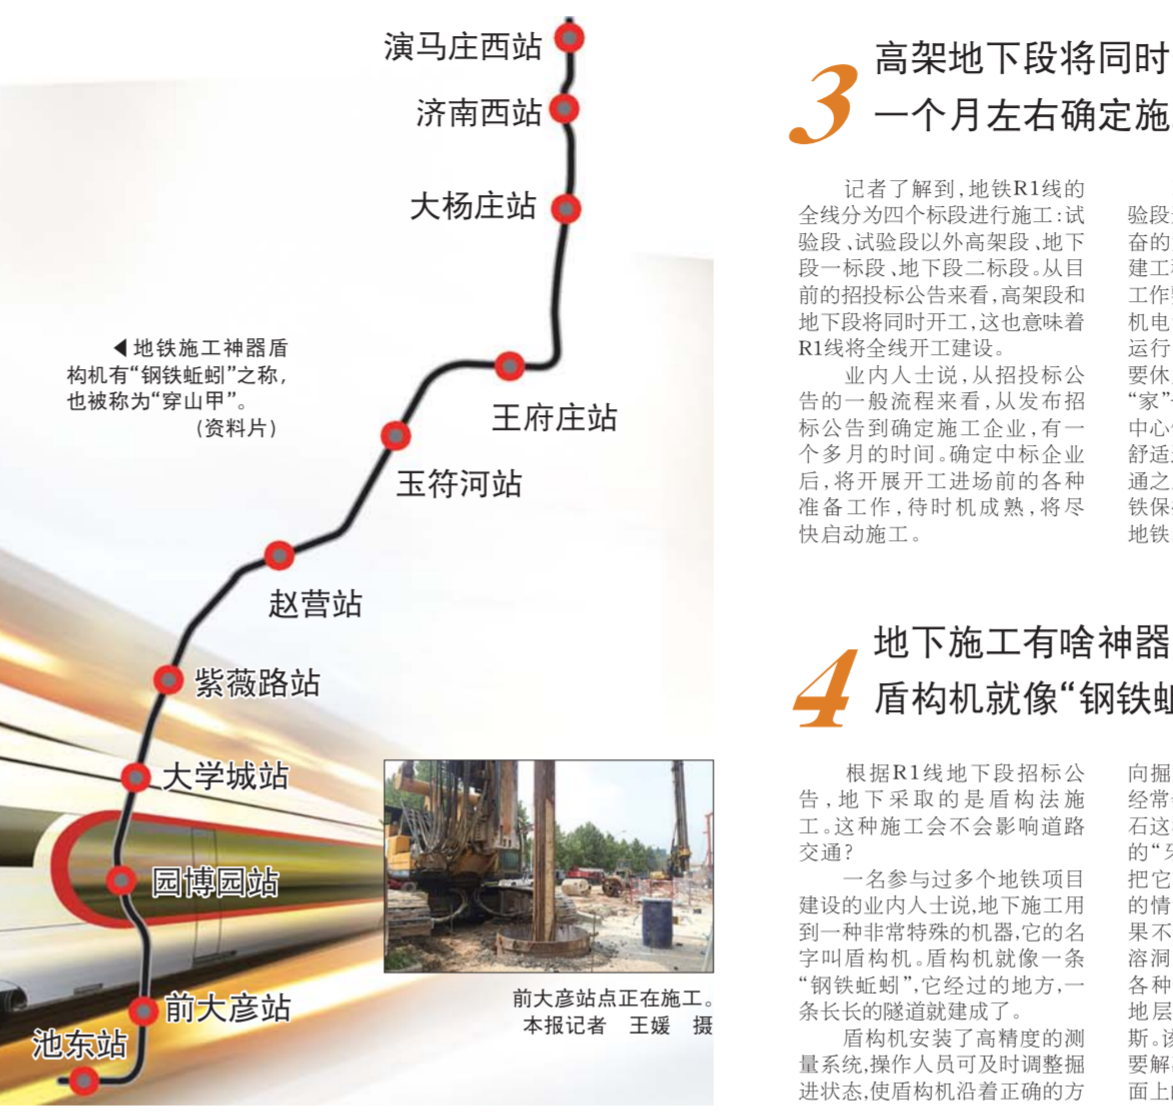 演马庄西站
济南西站
大杨庄站
◀地铁施工神器盾
构机有“钢铁蚯蚓”之称,
也被称为“穿山甲”。
(资料片)
王府庄站
玉符河站
赵营站
紫薇路站
大学城站
园博园站
前大彦站
池东站
前大彦站点正在施工。
本报记者 王媛 摄
3
高架地下段将同时
一个月左右确定施
记者了解到,地铁R1线的
全线分为四个标段进行施工:试
验段、试验段以外高架段、地下
段一标段、地下段二标段。从目
前的招投标公告来看,高架段和
地下段将同时开工,这也意味着
R1线将全线开工建设。
业内人士说,从招投标公
告的一般流程来看,从发布招
标公告到确定施工企业,有一
个多月的时间。确定中标企业
后,将开展开工进场前的各种
准备工作,待时机成熟,将尽
快启动施工。
验段
奋的
建工
工作
机电
运行
要休
“家”
中心
舒适
通之
铁保
地铁
4
地下施工有啥神器
盾构机就像“钢铁蚯
根据R1线地下段招标公
告,地下采取的是盾构法施
工。这种施工会不会影响道路
交通?
一名参与过多个地铁项目
建设的业内人士说,地下施工用
到一种非常特殊的机器,它的名
字叫盾构机。盾构机就像一条
“钢铁蚯蚓”,它经过的地方,一
条长长的隧道就建成了。
盾构机安装了高精度的测
量系统,操作人员可及时调整掘
进状态,使盾构机沿着正确的方
向掘
经常
石这
的“牙
把它
的情
果不
溶洞
各种
地层
斯。该
要解
面上